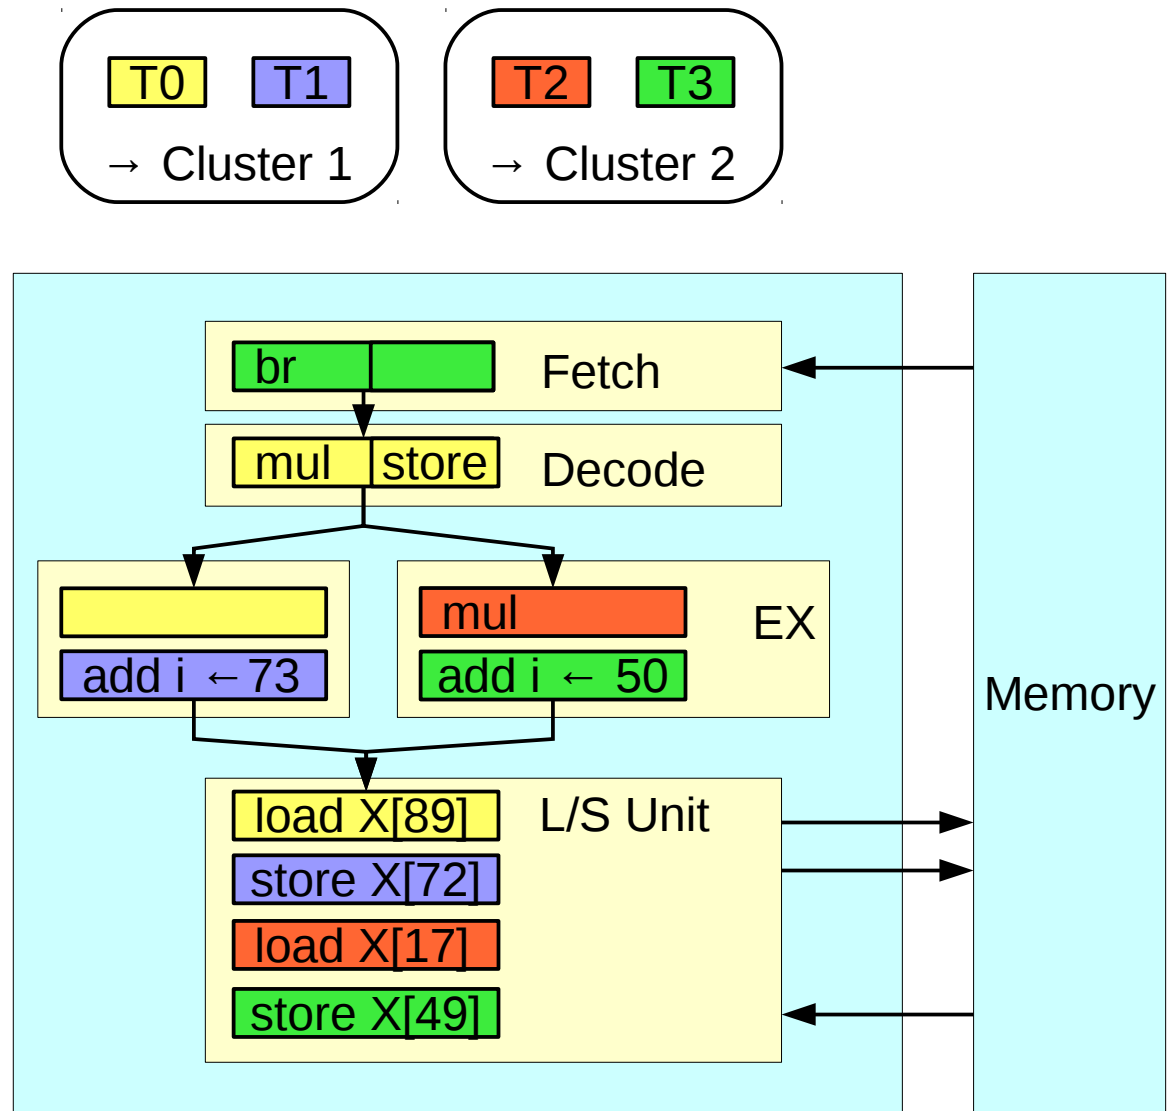 T0 T1 T2 T3
→ Cluster 1 → Cluster 2
br Fetch
mul store Decode
mul EX
add i ←73 add i ← 50
Memory
load X[89] L/S Unit
store X[72]
load X[17]
store X[49]